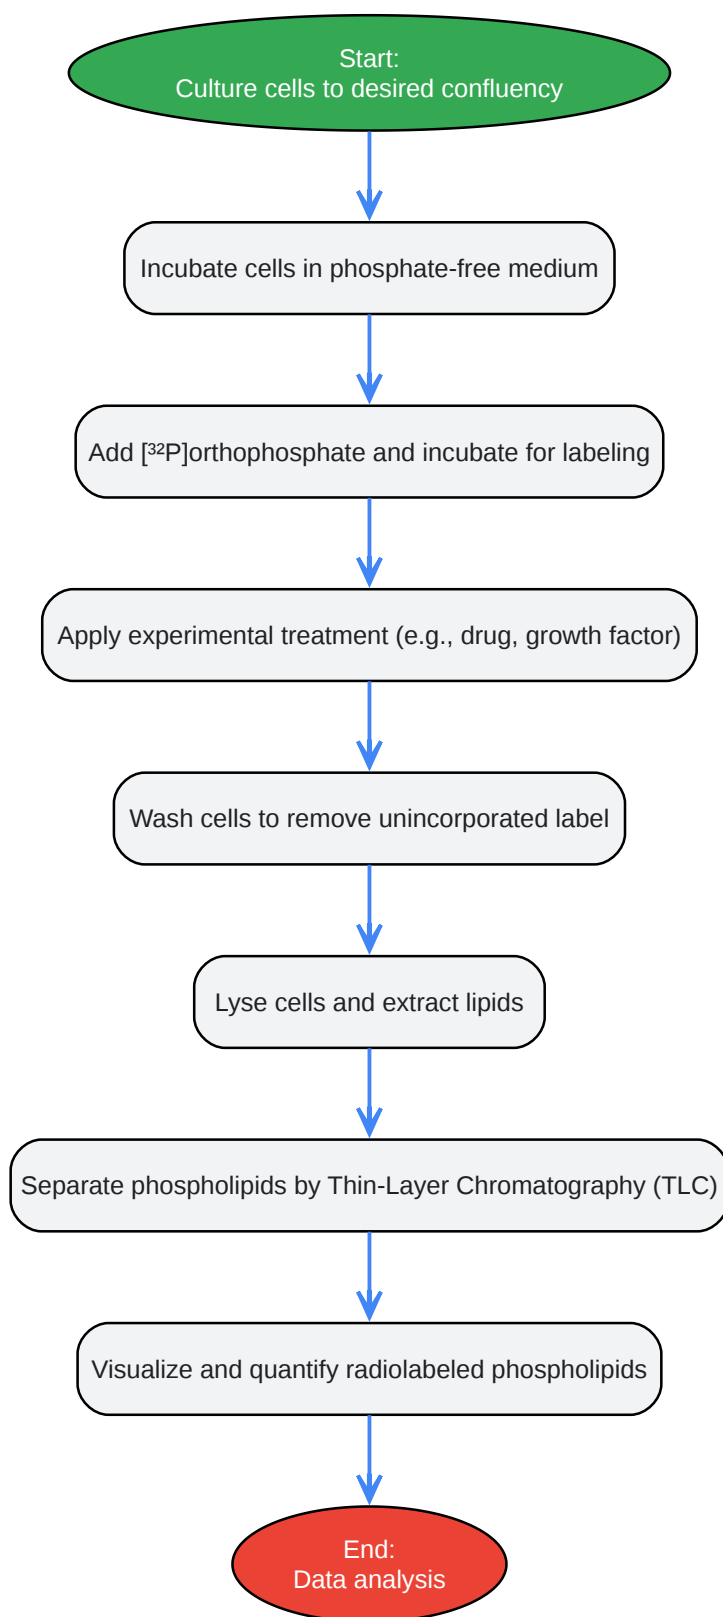 Start:
Culture cells to desired confluency
Incubate cells in phosphate-free medium
Add [³²P]orthophosphate and incubate for labeling
Apply experimental treatment (e.g., drug, growth factor)
Wash cells to remove unincorporated label
Lyse cells and extract lipids
Separate phospholipids by Thin-Layer Chromatography (TLC)
Visualize and quantify radiolabeled phospholipids
End:
Data analysis